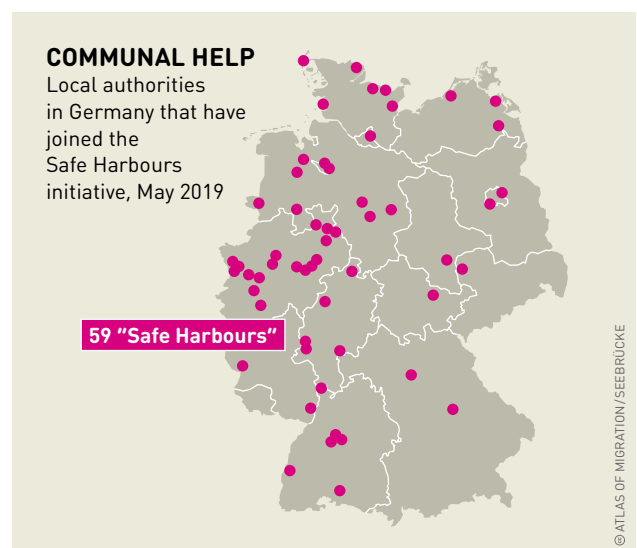 COMMUNAL HELP
Local authorities
in Germany that have
joined the
Safe Harbours
initiative, May 2019
59 ”Safe Harbours”
© ATLAS OF MIGRATION / SEEBRÜCKE